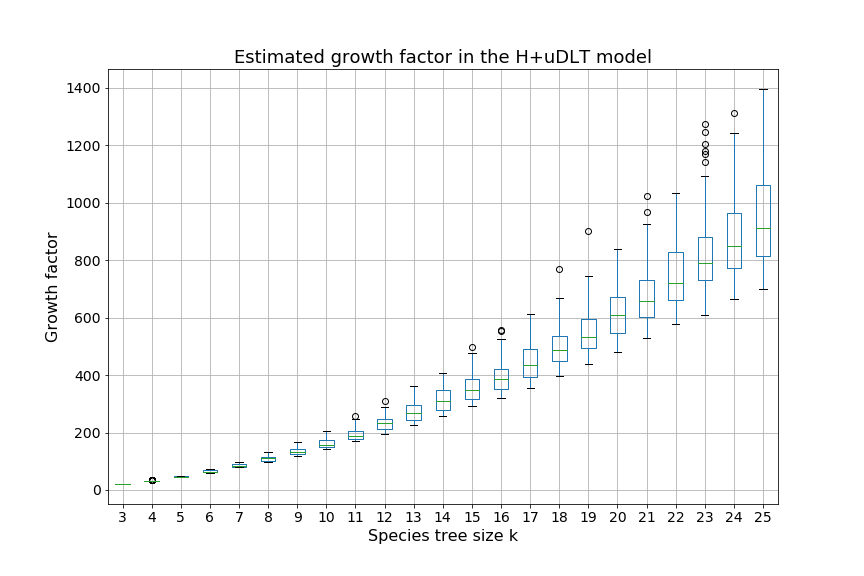 Estimated growth factor in the H+uDLT model
1400
1200
1000
800
600
400
200
0
Growth factor
3 4 5 6 7 8 9 10 11 12 13 14 15 16 17 18 19 20 21 22 23 24 25
Species tree size k